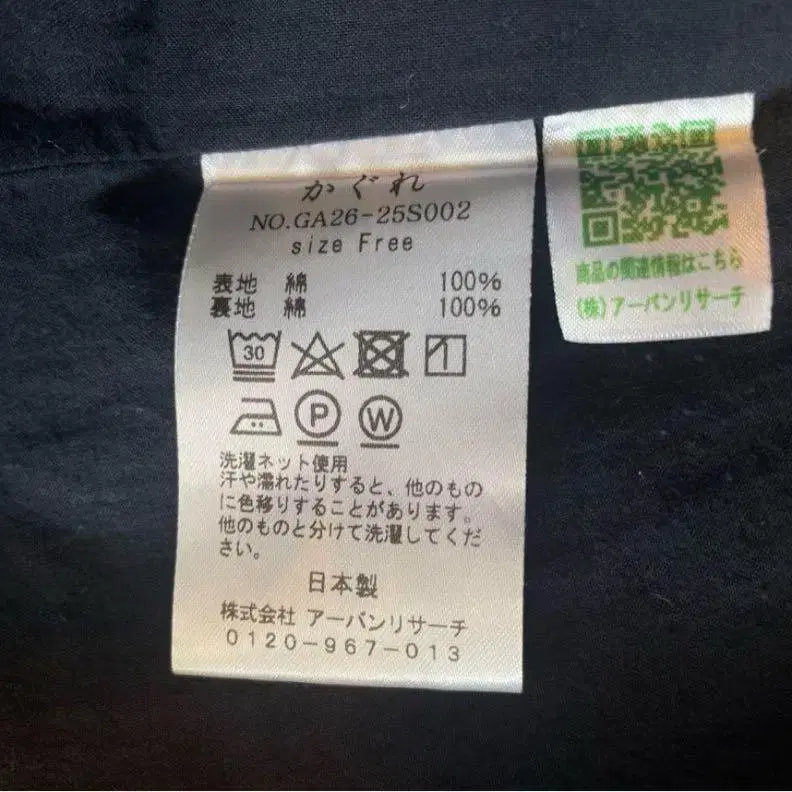 かぐれ
NO.GA26-25S002
size Free
表地 綿 100%
裏地 綿 100%
30
P
W
洗濯ネット使用
汗や濡れたりすると、他のもの
に色移りすることがあります。
他のものと分けて洗濯してくだ
さい。
日本製
株式会社 アーバンリサーチ
0120-967-013
商品の関連情報はこちら
(株)アーバンリサーチ